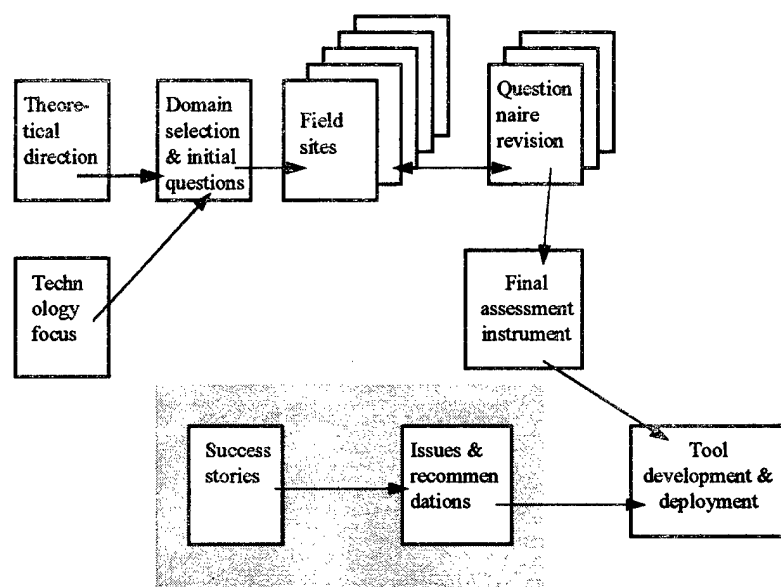 Theore-
tical
direction
Domain
selection
& initial
questions
Field
sites
Question
naire
revision
Techn
ology
focus
Final
assessment
instrument
Success
stories
Issues &
recommen
dations
Tool
development &
deployment